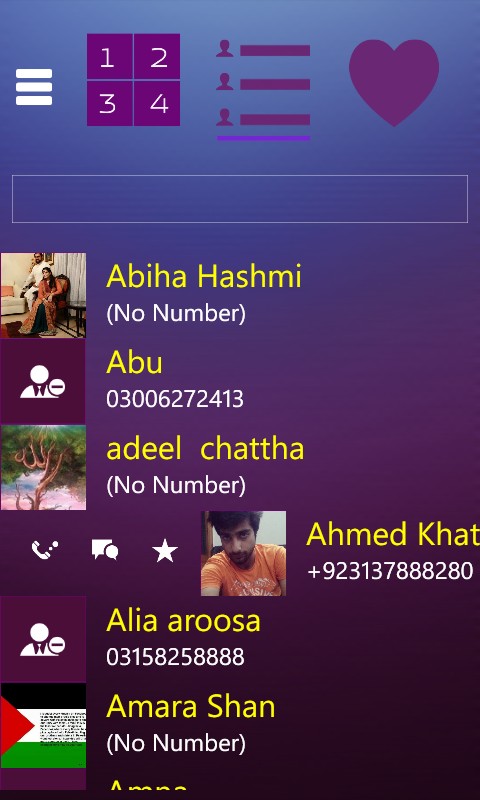 1 2
3 4
Abiha Hashmi
(No Number)
Abu
03006272413
adeel chattha
(No Number)
Ahmed Khat
+923137888280
Alia aroosa
03158258888
Amara Shan
(No Number)